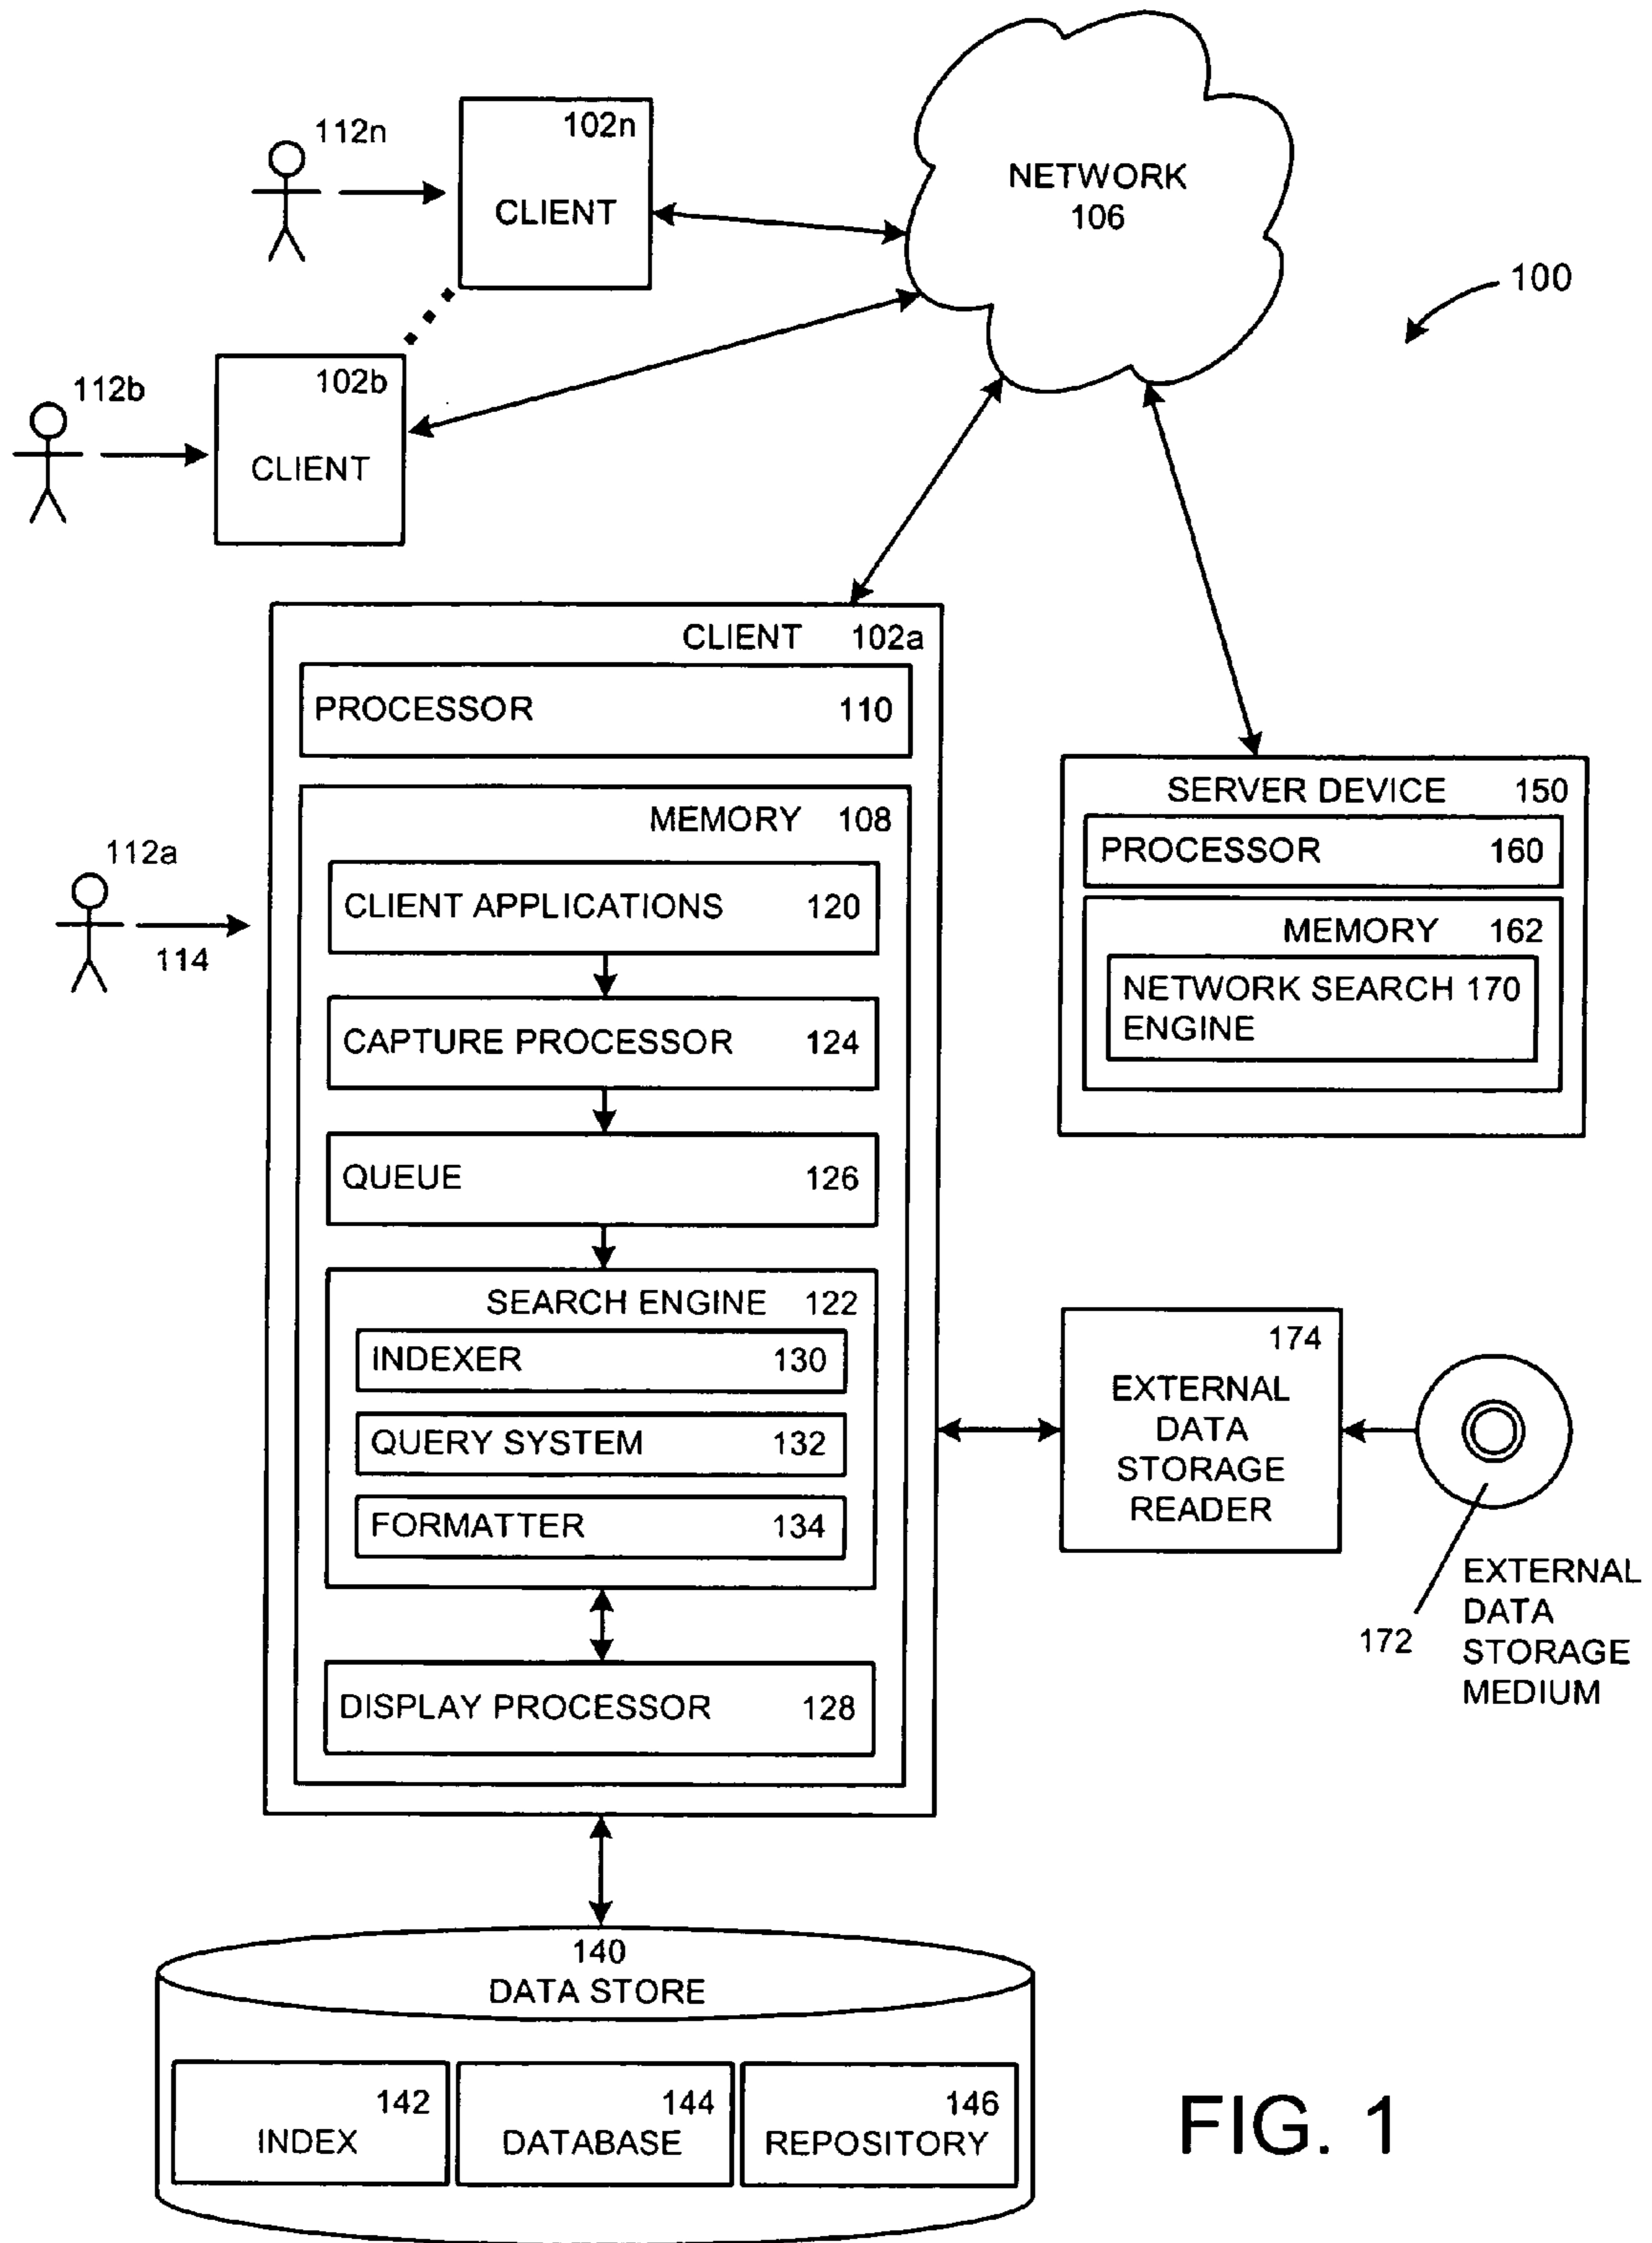 112n
102n
CLIENT
NETWORK
106
100
112b
102b
CLIENT
CLIENT 102a
PROCESSOR 110
MEMORY 108
112a
114
CLIENT APPLICATIONS 120
CAPTURE PROCESSOR 124
QUEUE 126
SEARCH ENGINE 122
INDEXER 130
QUERY SYSTEM 132
FORMATTER 134
DISPLAY PROCESSOR 128
SERVER DEVICE 150
PROCESSOR 160
MEMORY 162
NETWORK SEARCH 170
ENGINE
174
EXTERNAL
DATA
STORAGE
READER
172
EXTERNAL
DATA
STORAGE
MEDIUM
140
DATA STORE
142
INDEX
144
DATABASE
146
REPOSITORY
FIG. 1